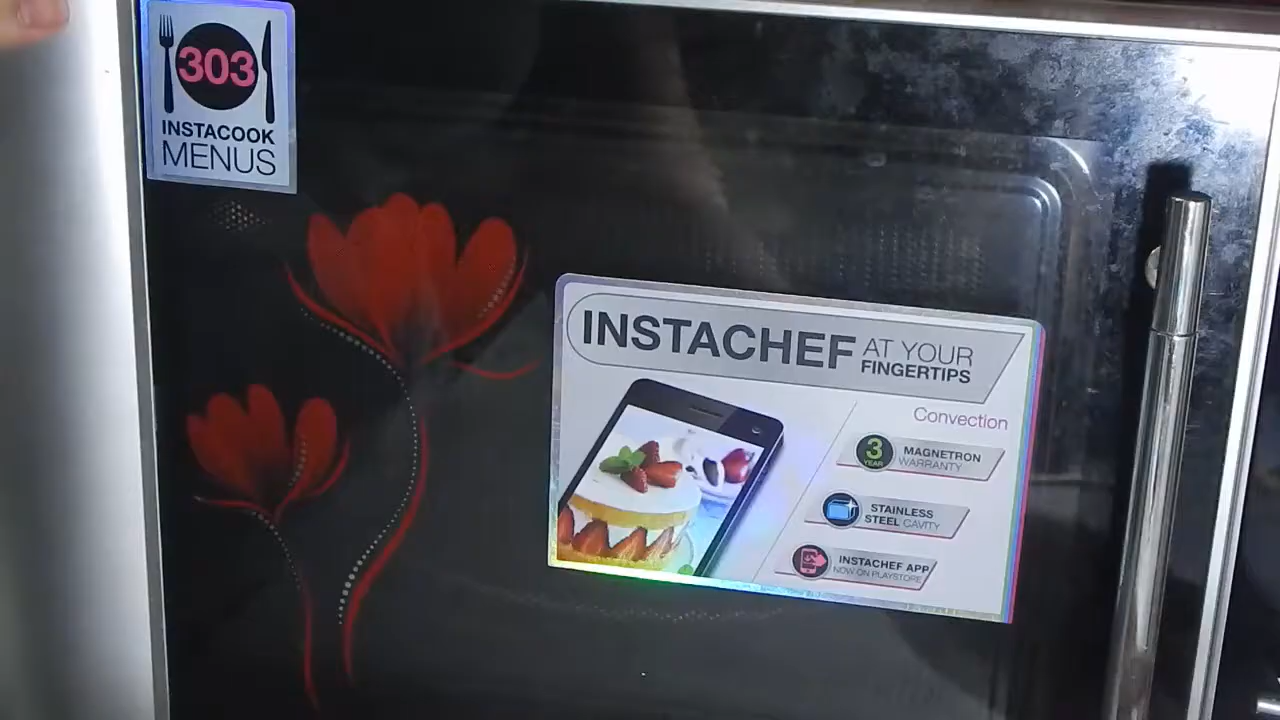 303
INSTACOOK
MENUS
INSTACHEF AT YOUR
FINGERTIPS
Convection
3
YEAR
MAGNETRON
WARRANTY
STAINLESS
STEEL CAVITY
INSTACHEF APP
NOW ON PLAYSTORE